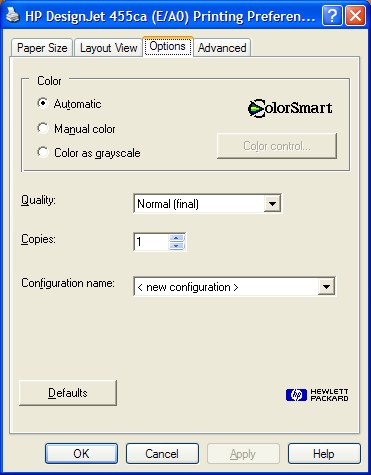 HP DesignJet 455ca (E/A0) Printing Preferen...
Paper Size Layout View Options Advanced
Color
Automatic
ColorSmart
Manual color
Color as grayscale
Color control...
Quality: Normal (final)
Copies: 1
Configuration name: < new configuration >
Defaults
hp HEWLETT
PACKARD
OK Cancel Apply Help